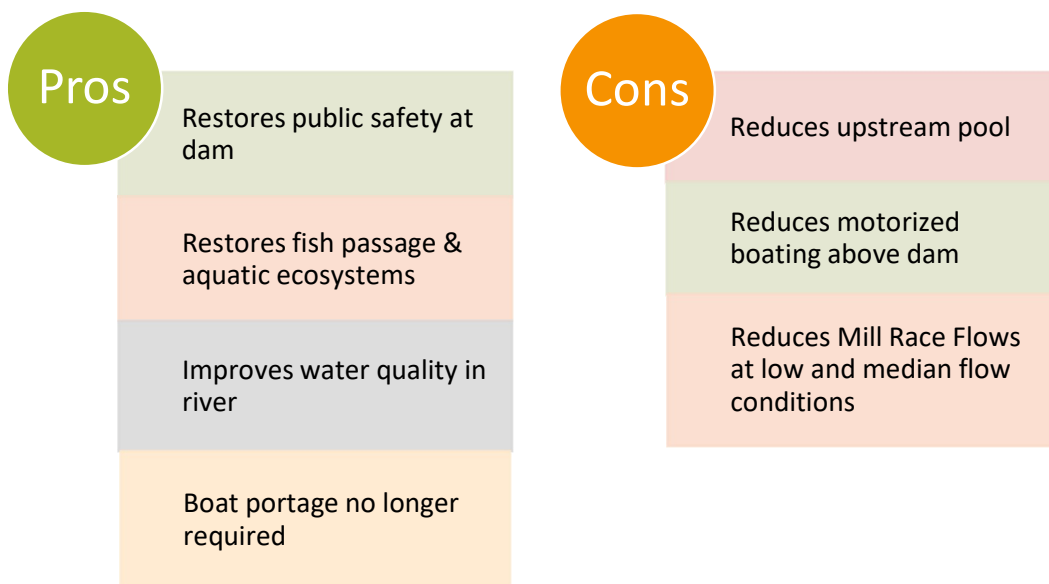 Pros
Restores public safety at
dam
Restores fish passage &
aquatic ecosystems
Improves water quality in
river
Boat portage no longer
required
Cons
Reduces upstream pool
Reduces motorized
boating above dam
Reduces Mill Race Flows
at low and median flow
conditions